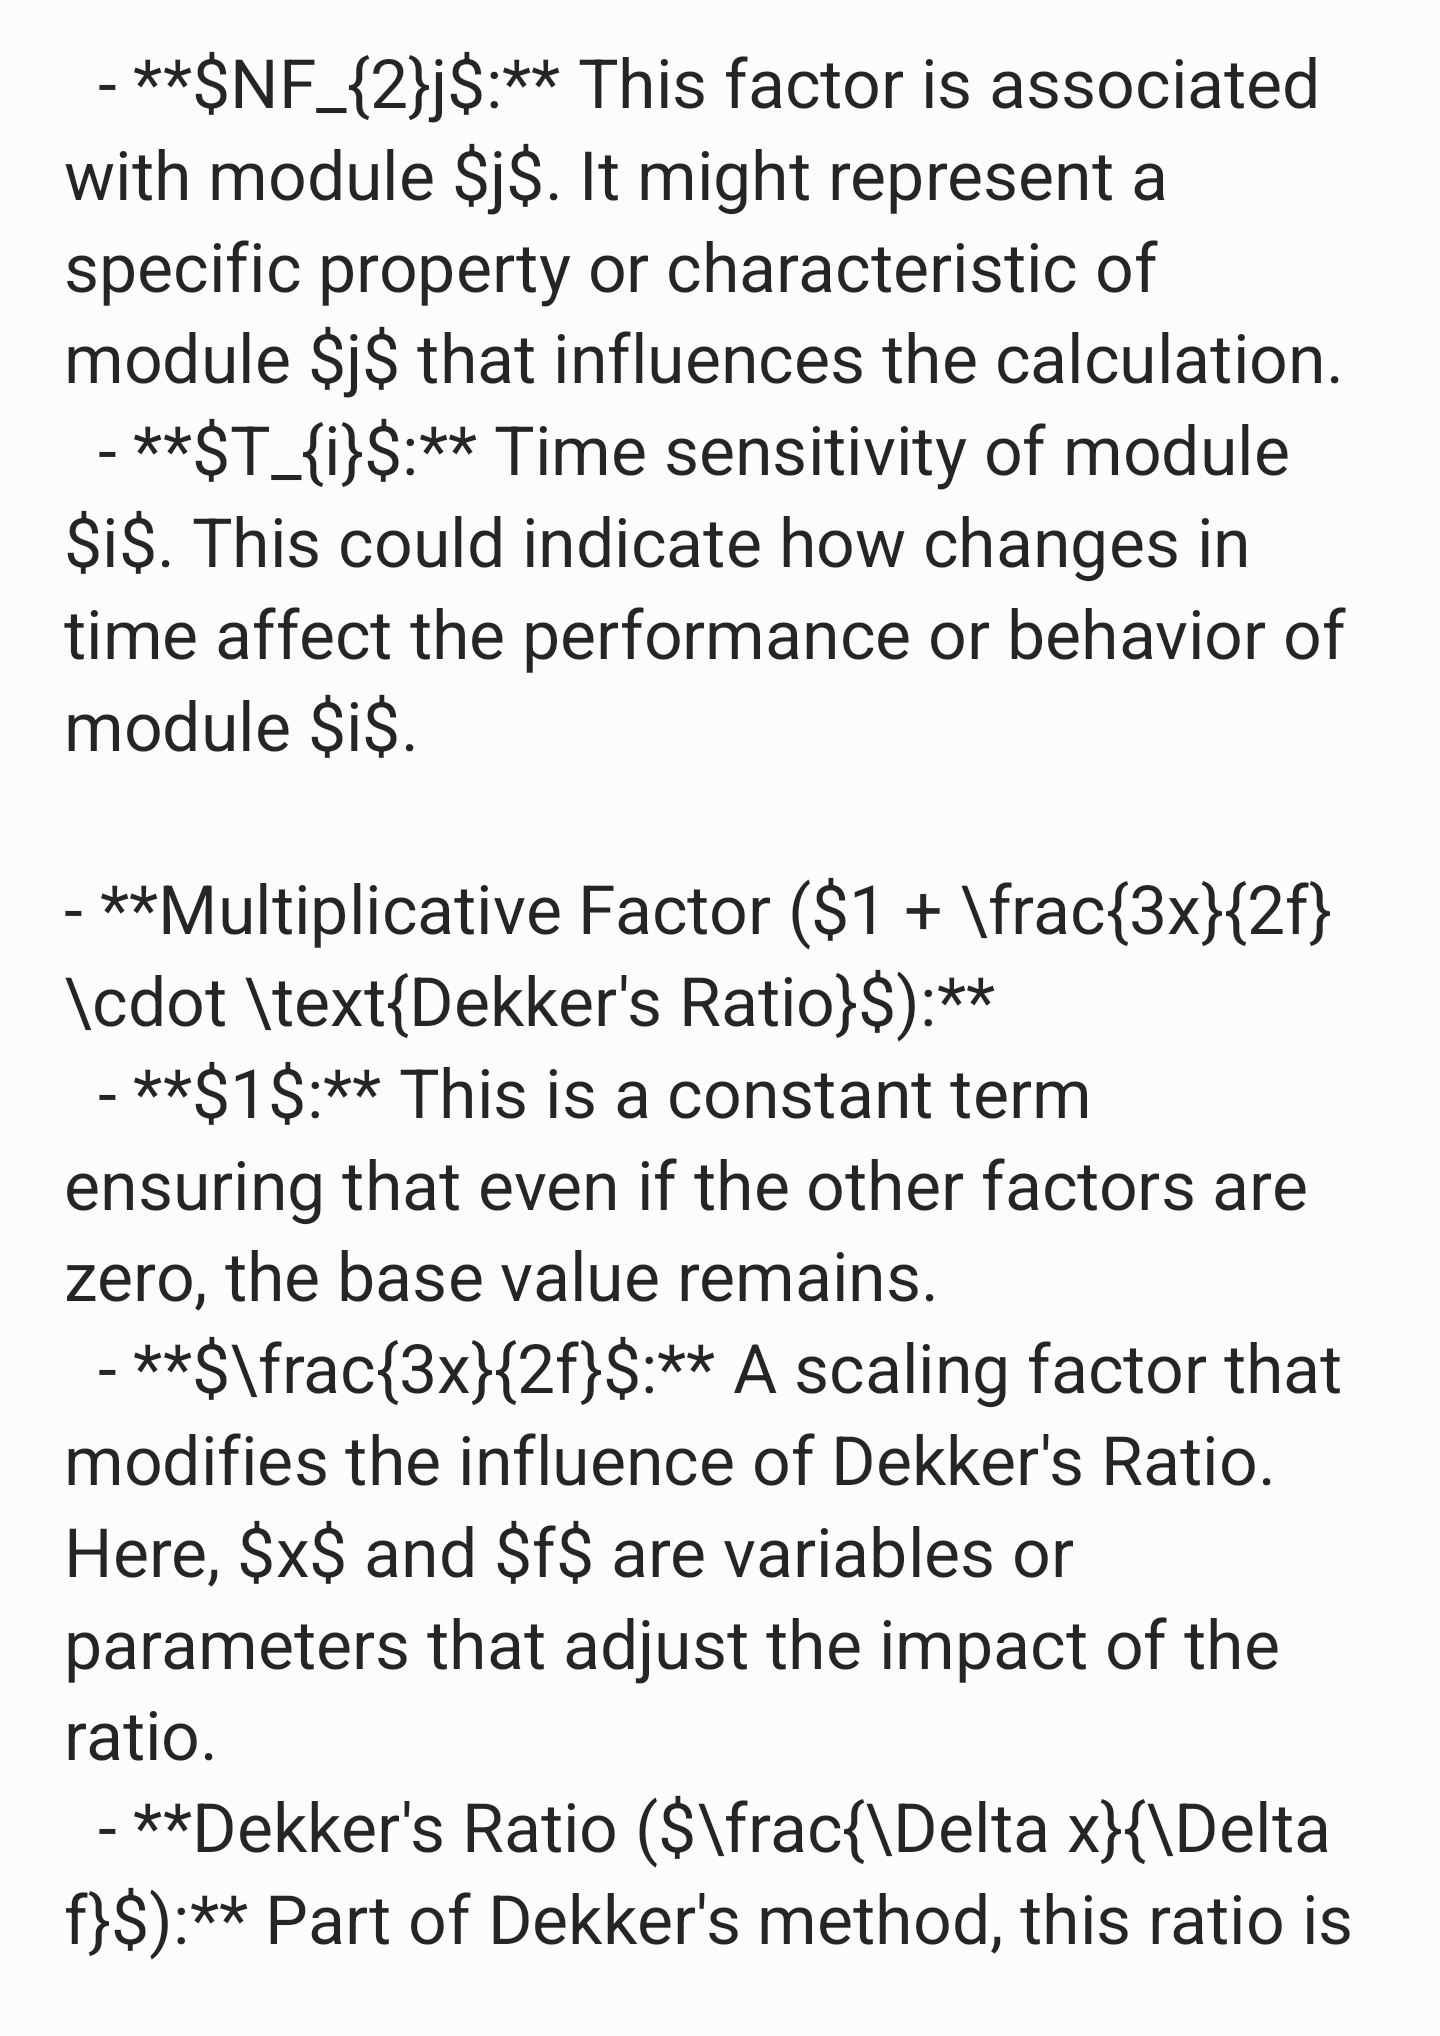 - **$NF_{2}j$:** This factor is associated
with module $j$. It might represent a
specific property or characteristic of
module $j$ that influences the calculation.
- **$T_{i}$:** Time sensitivity of module
$i$. This could indicate how changes in
time affect the performance or behavior of
module $i$.
- **Multiplicative Factor ($1 + \frac{3x}{2f}
\cdot \text{Dekker's Ratio}$):**
- **$1$:** This is a constant term
ensuring that even if the other factors are
zero, the base value remains.
- **$\frac{3x}{2f}$:** A scaling factor that
modifies the influence of Dekker's Ratio.
Here, $x$ and $f$ are variables or
parameters that adjust the impact of the
ratio.
- **Dekker's Ratio ($\frac{\Delta x}{\Delta
f}$):** Part of Dekker's method, this ratio is